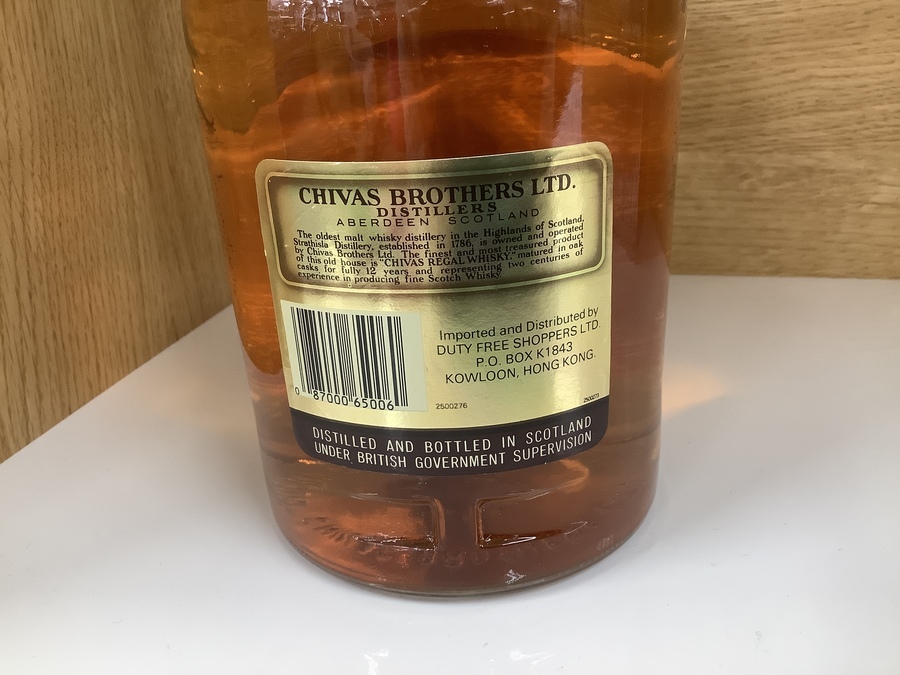 CHIVAS BROTHERS LTD.
DISTILLERS
ABERDEEN SCOTLAND
The oldest malt whisky distillery in the Highlands of Scotland,
Strathisla Distillery, established in 1786, is owned and operated
by Chivas Brothers Ltd. The finest and most treasured product
of this old house is "CHIVAS REGAL WHISKY," matured in oak
casks for fully 12 years and representing two centuries of
experience in producing fine Scotch Whisky.
Imported and Distributed by
DUTY FREE SHOPPERS LTD.
P.O. BOX K1843
KOWLOON, HONG KONG.
0 87000 65006
2500276
DISTILLED AND BOTTLED IN SCOTLAND
UNDER BRITISH GOVERNMENT SUPERVISION